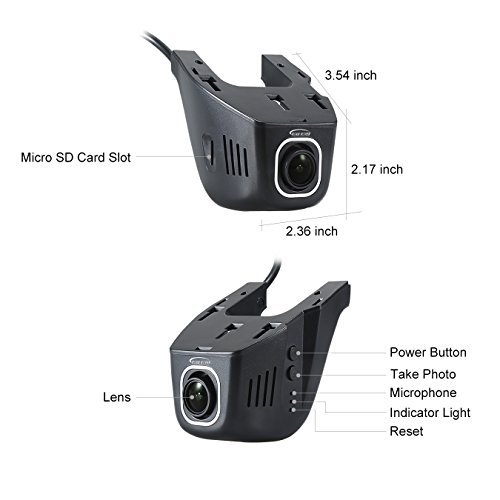 3.54 inch
Micro SD Card Slot
2.17 inch
2.36 inch
Power Button
Take Photo
Lens
Microphone
Indicator Light
Reset